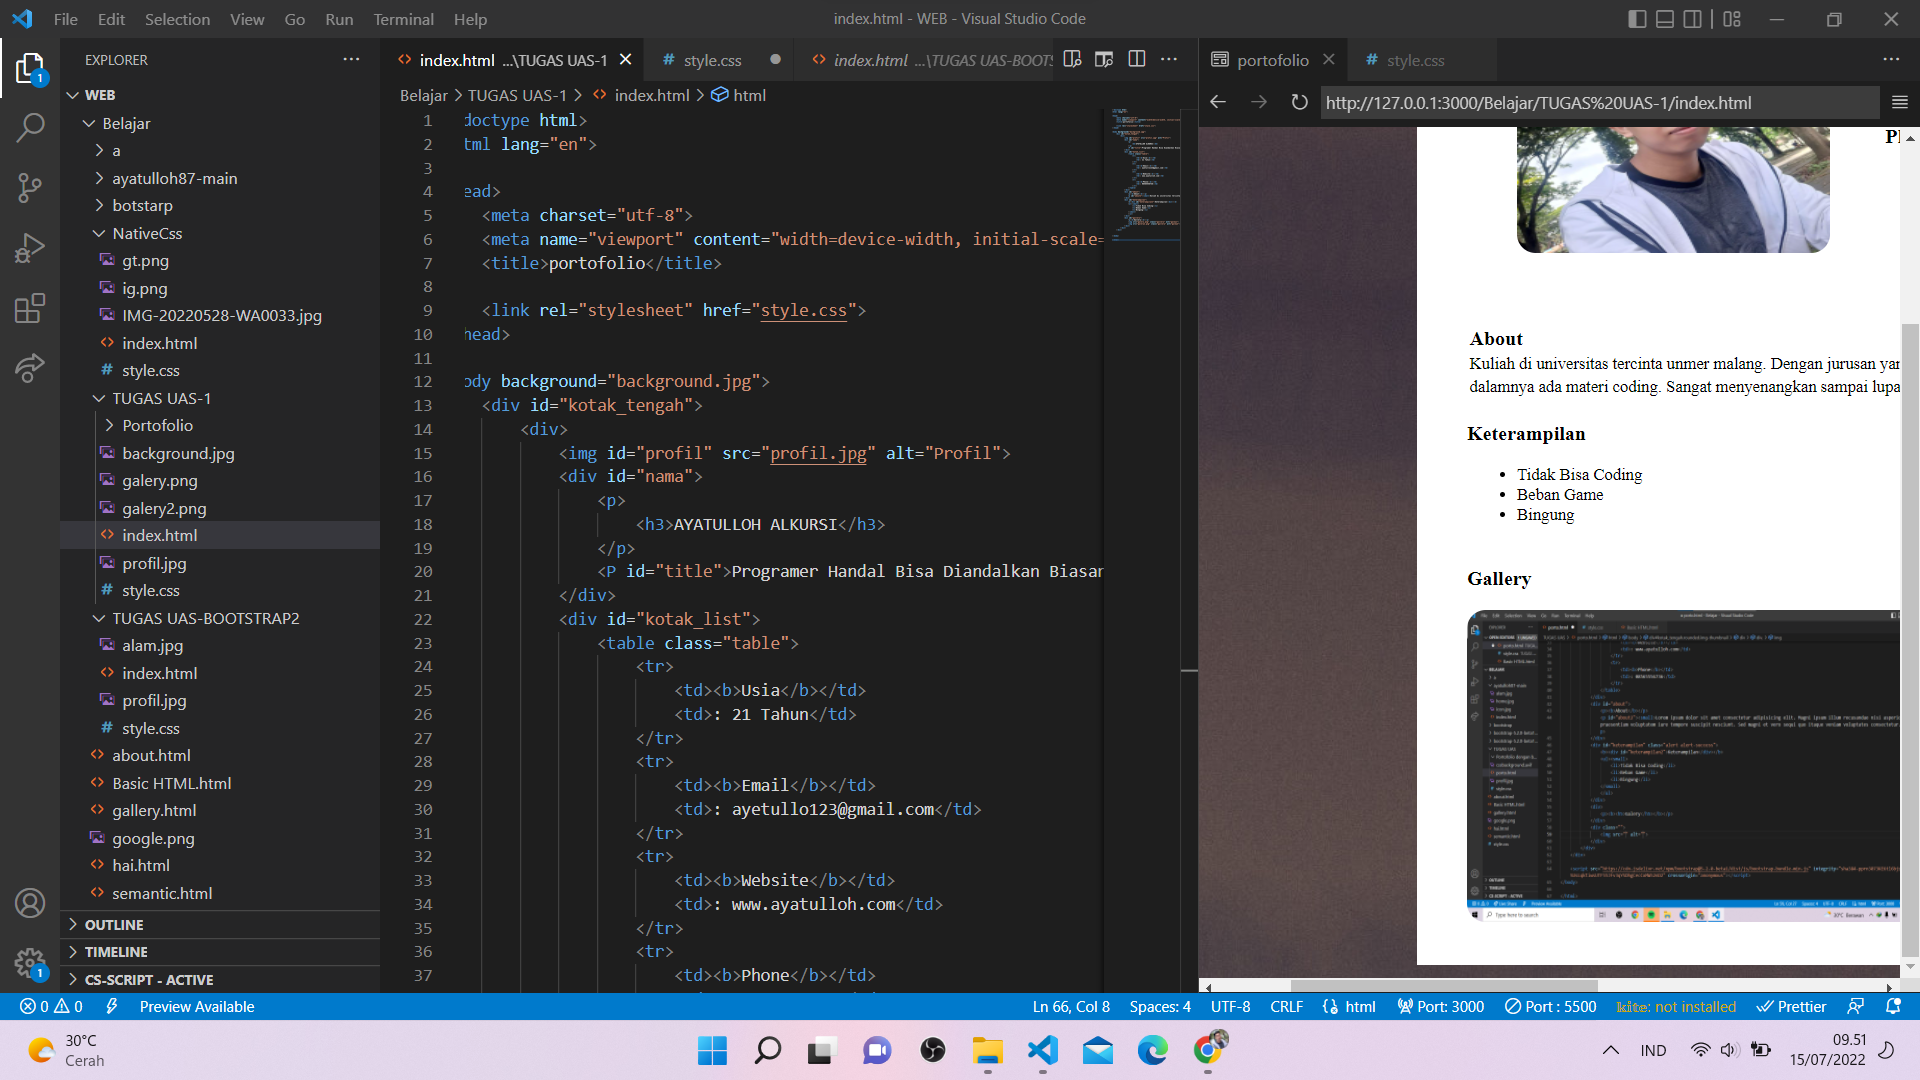 File Edit Selection View Go Run Terminal Help
index.html - WEB - Visual Studio Code
EXPLORER
WEB
Belajar
a
ayatulloh87-main
botstarp
NativeCss
gt.png
ig.png
IMG-20220528-WA0033.jpg
index.html
style.css
TUGAS UAS-1
Portofolio
background.jpg
galery.png
galery2.png
index.html
profil.jpg
style.css
TUGAS UAS-BOOTSTRAP2
alam.jpg
index.html
profil.jpg
style.css
about.html
Basic HTML.html
gallery.html
google.png
hai.html
semantic.html
OUTLINE
TIMELINE
CS-SCRIPT - ACTIVE
1
1
index.html ...\TUGAS UAS-1
style.css
index.html ...\TUGAS UAS-BOOTS
Belajar > TUGAS UAS-1 > index.html > html
1 doctype html>
2 tml lang="en">
3
4 ead>
5 <meta charset="utf-8">
6 <meta name="viewport" content="width=device-width, initial-scale=
7 <title>portofolio</title>
8
9 <link rel="stylesheet" href="style.css">
10 head>
11
12 ody background="background.jpg">
13 <div id="kotak_tengah">
14 <div>
15 <img id="profil" src="profil.jpg" alt="Profil">
16 <div id="nama">
17 <p>
18 <h3>AYATULLOH ALKURSI</h3>
19 </p>
20 <P id="title">Programer Handal Bisa Diandalkan Biasan
21 </div>
22 <div id="kotak_list">
23 <table class="table">
24 <tr>
25 <td><b>Usia</b></td>
26 <td>: 21 Tahun</td>
27 </tr>
28 <tr>
29 <td><b>Email</b></td>
30 <td>: ayetullo123@gmail.com</td>
31 </tr>
32 <tr>
33 <td><b>Website</b></td>
34 <td>: www.ayatulloh.com</td>
35 </tr>
36 <tr>
37 <td><b>Phone</b></td>
portofolio
style.css
http://127.0.0.1:3000/Belajar/TUGAS%20UAS-1/index.html
About
Kuliah di universitas tercinta unmer malang. Dengan jurusan yan
dalamnya ada materi coding. Sangat menyenangkan sampai lupa
Keterampilan
• Tidak Bisa Coding
• Beban Game
• Bingung
Gallery
0 0 Preview Available
Ln 66, Col 8 Spaces: 4 UTF-8 CRLF html Port: 3000 Port : 5500 kite: not installed Prettier
30°C
Cerah
IND
09.51
15/07/2022